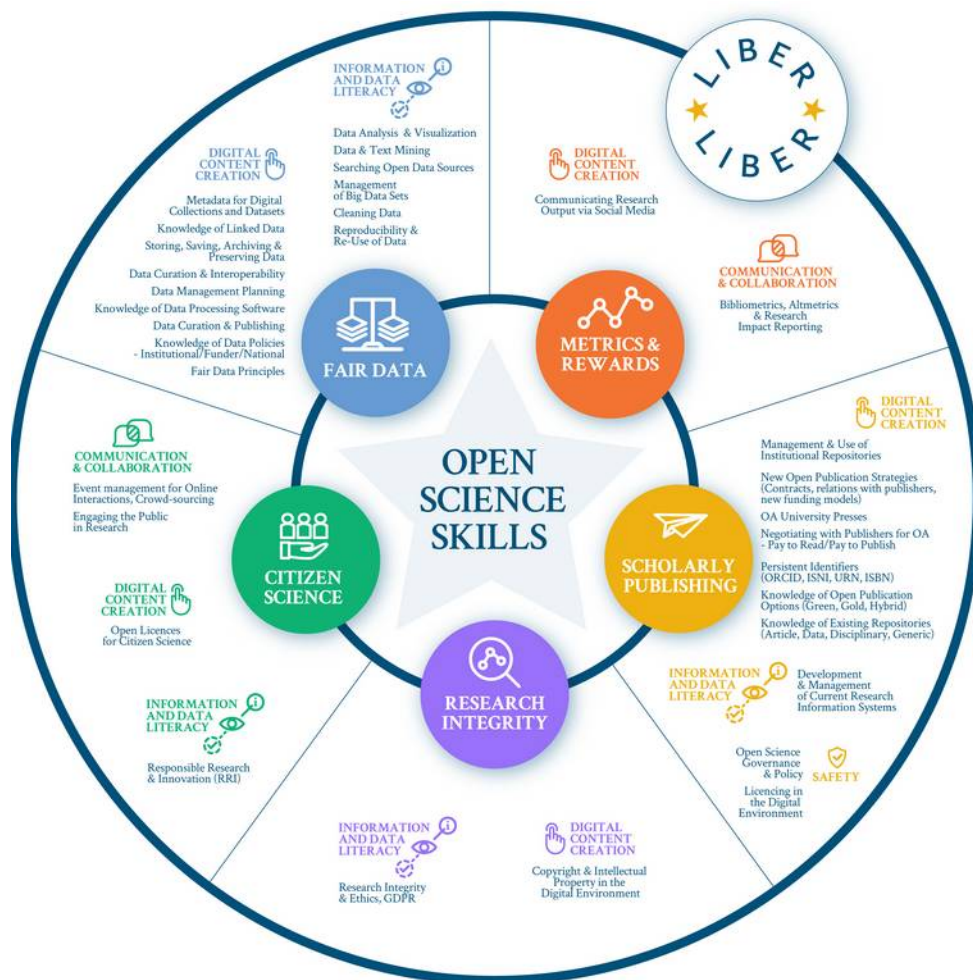 LIBER
LIBER
INFORMATION
AND DATA
LITERACY
Data Analysis & Visualization
Data & Text Mining
Searching Open Data Sources
Management
of Big Data Sets
Cleaning Data
Reproducibility &
Re-Use of Data
DIGITAL
CONTENT
CREATION
Metadata for Digital
Collections and Datasets
Knowledge of Linked Data
Storing, Saving, Archiving &
Preserving Data
Data Curation & Interoperability
Data Management Planning
Knowledge of Data Processing Software
Data Curation & Publishing
Knowledge of Data Policies
- Institutional/Funder/National
Fair Data Principles
FAIR DATA
DIGITAL
CONTENT
CREATION
Communicating Research
Output via Social Media
COMMUNICATION
& COLLABORATION
Bibliometrics, Altmetrics
& Research
Impact Reporting
METRICS &
REWARDS
OPEN
SCIENCE
SKILLS
DIGITAL
CONTENT
CREATION
Management & Use of
Institutional Repositories
New Open Publication Strategies
(Contracts, relations with publishers,
new funding models)
OA University Presses
Negotiating with Publishers for OA
- Pay to Read/Pay to Publish
Persistent Identifiers
(ORCID, ISNI, URN, ISBN)
Knowledge of Open Publication
Options (Green, Gold, Hybrid)
Knowledge of Existing Repositories
(Article, Data, Disciplinary, Generic)
SCHOLARLY
PUBLISHING
INFORMATION
AND DATA
LITERACY
Development
& Management
of Current Research
Information Systems
Open Science
Governance
& Policy
Licencing in
the Digital
Environment
SAFETY
COMMUNICATION
& COLLABORATION
Event management for Online
Interactions, Crowd-sourcing
Engaging the Public
in Research
CITIZEN
SCIENCE
DIGITAL
CONTENT
CREATION
Open Licences
for Citizen Science
INFORMATION
AND DATA
LITERACY
Responsible Research
& Innovation (RRI)
RESEARCH
INTEGRITY
INFORMATION
AND DATA
LITERACY
Research Integrity
& Ethics, GDPR
DIGITAL
CONTENT
CREATION
Copyright & Intellectual
Property in the
Digital Environment